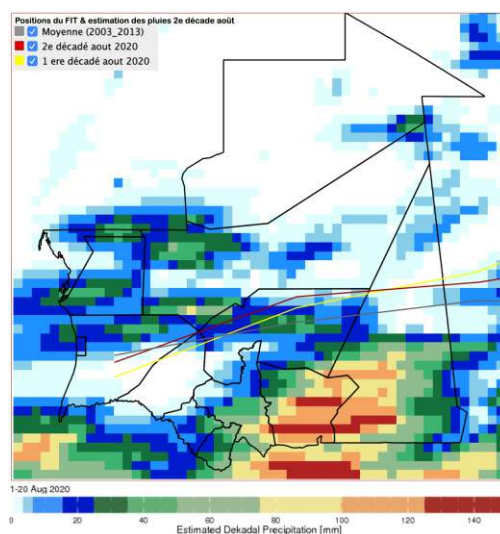 Positions du FIT & estimation des pluies 2e décade août
Moyenne (2003_2013)
2e décadé aout 2020
1 ere décadé aout 2020
1-20 Aug 2020
0 20 40 60 80 100 120 140
Estimated Dekadal Precipitation [mm]